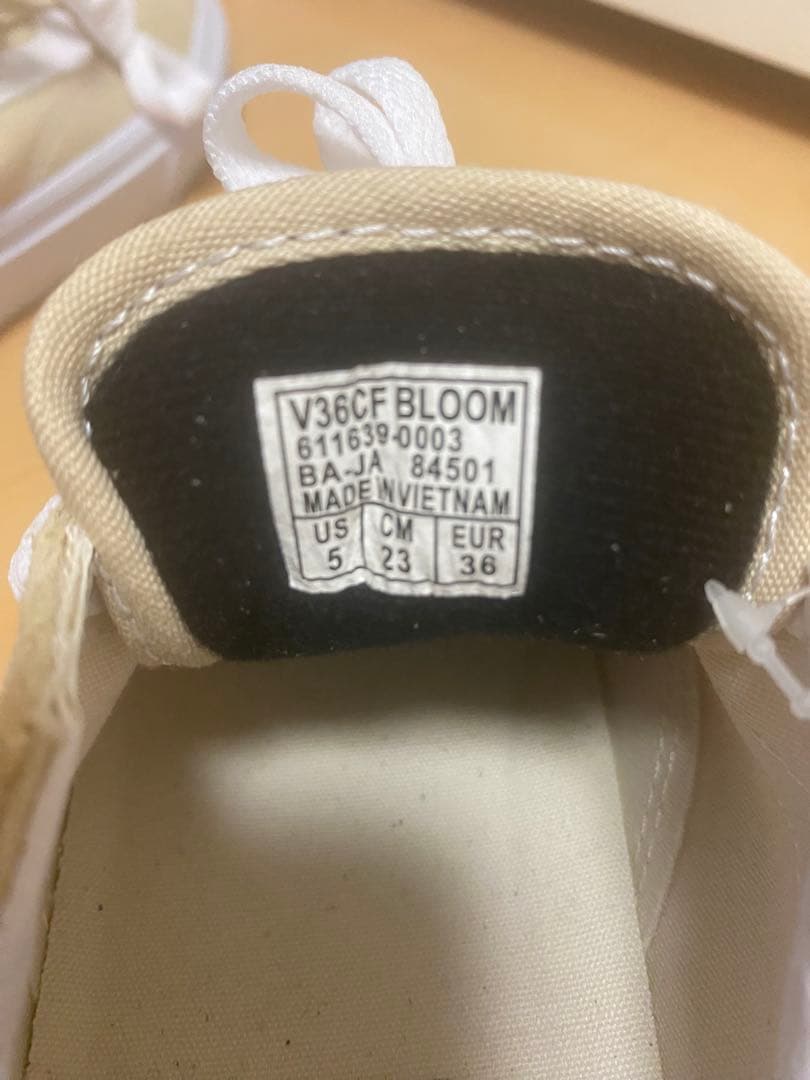 V36CF BLOOM
611639-0003
BA-JA 84501
MADE IN VIETNAM
US CM EUR
5 23 36